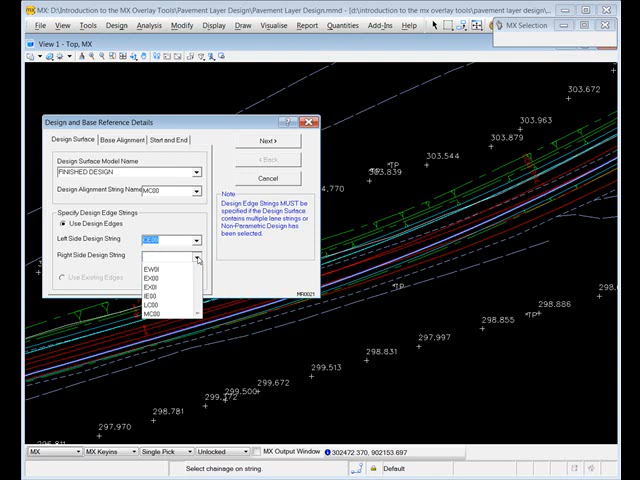 MX: D:\Introduction to the MX Overlay Tools\Pavement Layer Design\Pavement Layer Design.mmd - [d:\introduction to the mx overlay tools\pavement layer design\...
MX Selection
File Edit View Tools Design Modify Display Draw Visualise Report Quantities Add-Ins Help
View 1 - Top, MX
303.672
303.963
303.879
303.544
TP
303.839
4.770
Design and Base Reference Details
Design Surface Base Alignment Start and End
Design Surface Model Name
FINISHED DESIGN
Design Alignment String Name MC00
Specify Design Edge Strings
Use Design Edges
Left Side Design String CE00
Right Side Design String
EW0I
EX00
EX0I
IE00
LC00
MC00
Use Existing Edges
Next >
< Back
Cancel
Note
Design Edge Strings MUST be
specified if the Design Surface
contains multiple lane strings or
Non-Parametric Design has
been selected.
MR0021
TP
298.886
TP
298.855
297.997
298.831
299.513
299.672
299.500
298.781
297.970
MX MX Keyins Single Pick Unlocked MX Output Window 302472.370, 902153.697
Select chainage on string. Default